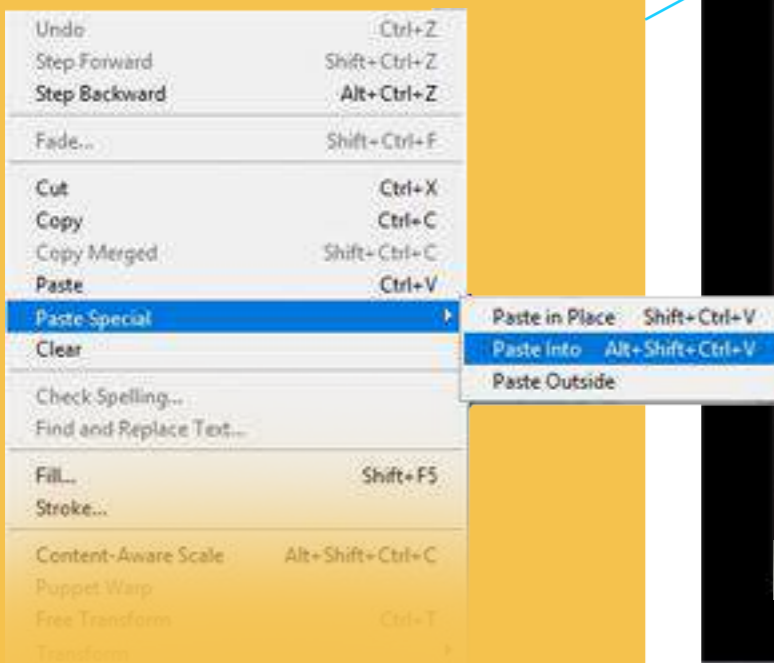 Undo Ctrl+Z
Step Forward Shift+Ctrl+Z
Step Backward Alt+Ctrl+Z
Fade... Shift+Ctrl+F
Cut Ctrl+X
Copy Ctrl+C
Copy Merged Shift+Ctrl+C
Paste Ctrl+V
Paste Special
Paste in Place Shift+Ctrl+V
Paste Into Alt+Shift+Ctrl+V
Paste Outside
Clear
Check Spelling...
Find and Replace Text...
Fill... Shift+F5
Stroke...
Content-Aware Scale Alt+Shift+Ctrl+C
Puppet Warp
Free Transform Ctrl+T
Transform